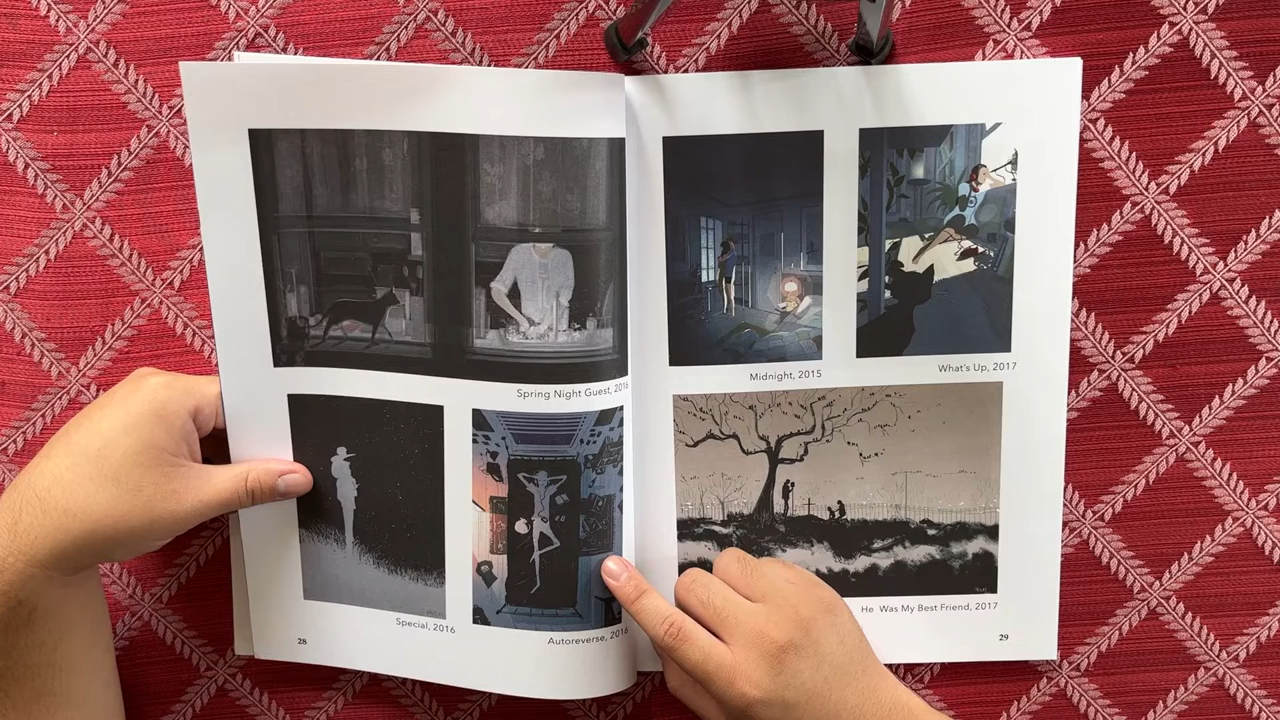 Spring Night Guest, 2016
Special, 2016
Autoreverse, 2016
28
Midnight, 2015
What's Up, 2017
He Was My Best Friend, 2017
29